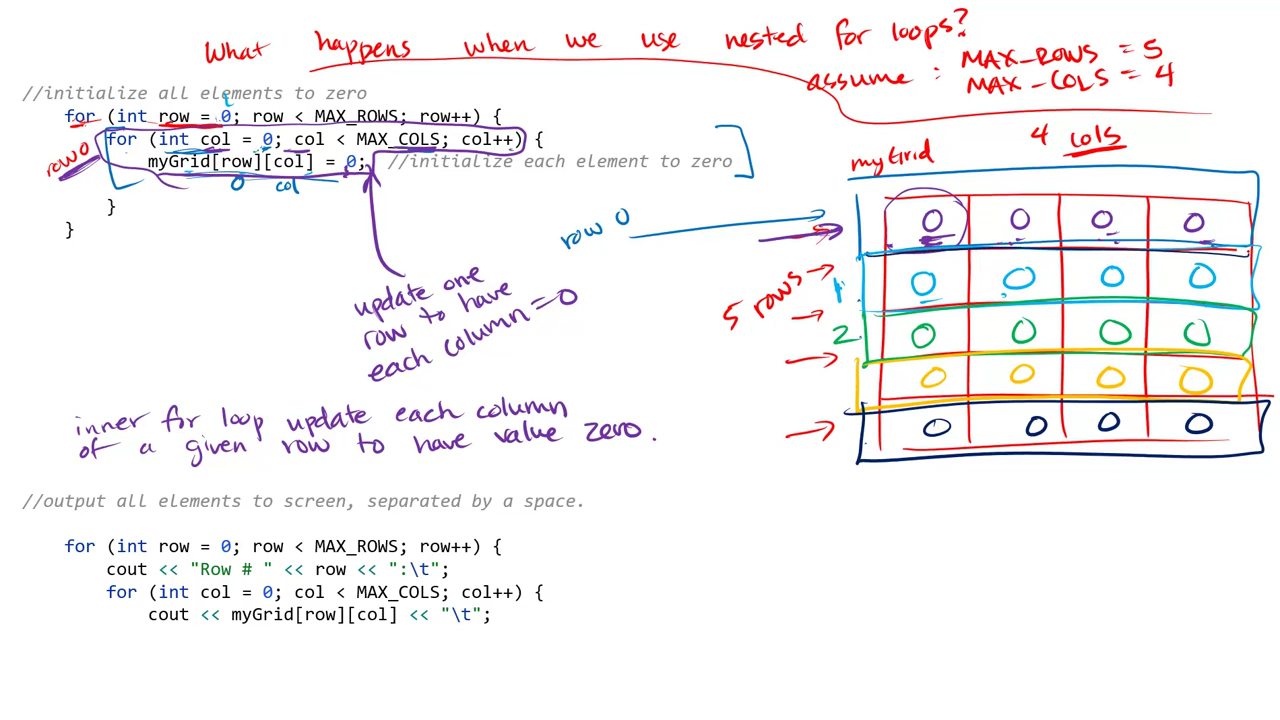 What happens when we use nested for loops?
assume : MAX_ROWS = 5
MAX_COLS = 4
//initialize all elements to zero
for (int row = 0; row < MAX_ROWS; row++) {
1
for (int col = 0; col < MAX_COLS; col++) {
row 0
myGrid[row][col] = 0; //initialize each element to zero
0 col
}
}
4 cols
myGrid
row 0
5 rows
1
2
0 0 0 0
0 0 0 0
0 0 0 0
0 0 0 0
0 0 0 0
update one
row to have
each column = 0
inner for loop update each column
of a given row to have value zero.
//output all elements to screen, separated by a space.
for (int row = 0; row < MAX_ROWS; row++) {
cout << "Row # " << row << ":\t";
for (int col = 0; col < MAX_COLS; col++) {
cout << myGrid[row][col] << "\t";